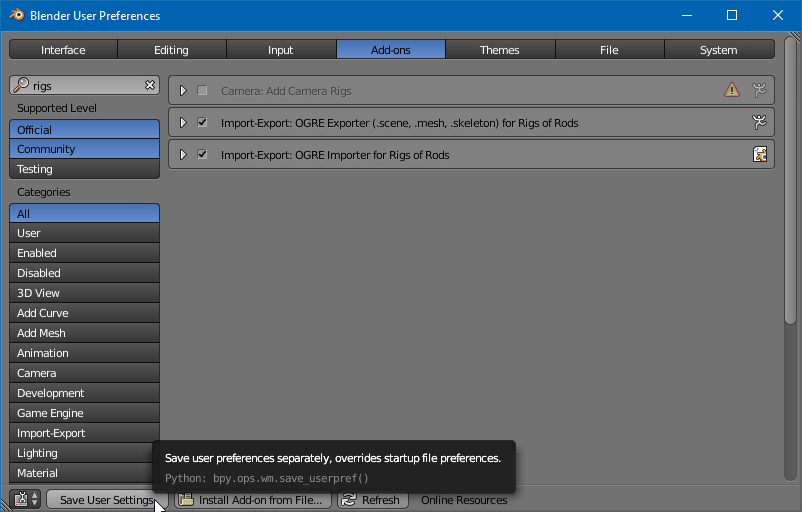 Blender User Preferences
Interface Editing Input Add-ons Themes File System
rigs
Supported Level
Official
Community
Testing
Categories
All
User
Enabled
Disabled
3D View
Add Curve
Add Mesh
Animation
Camera
Development
Game Engine
Import-Export
Lighting
Material
Camera: Add Camera Rigs
Import-Export: OGRE Exporter (.scene, .mesh, .skeleton) for Rigs of Rods
Import-Export: OGRE Importer for Rigs of Rods
Save user preferences separately, overrides startup file preferences.
Python: bpy.ops.wm.save_userpref()
Save User Settings Install Add-on from File... Refresh Online Resources